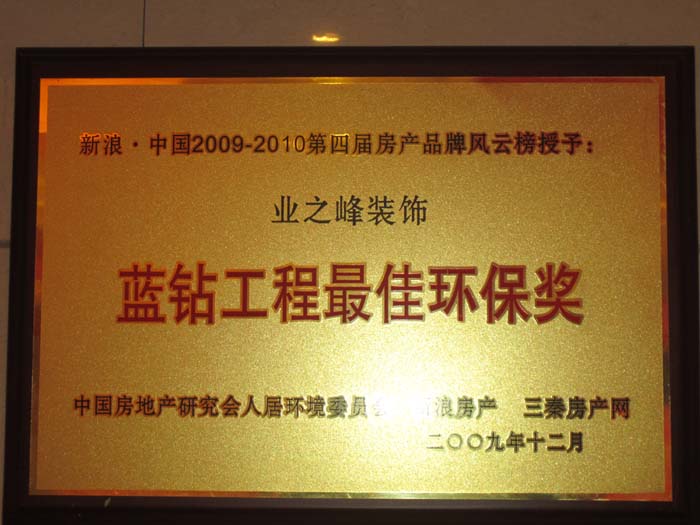 新浪·中国2009-2010第四届房产品牌风云榜授予：
业之峰装饰
蓝钻工程最佳环保奖
中国房地产研究会人居环境委员会 新浪房产 三秦房产网
二〇〇九年十二月